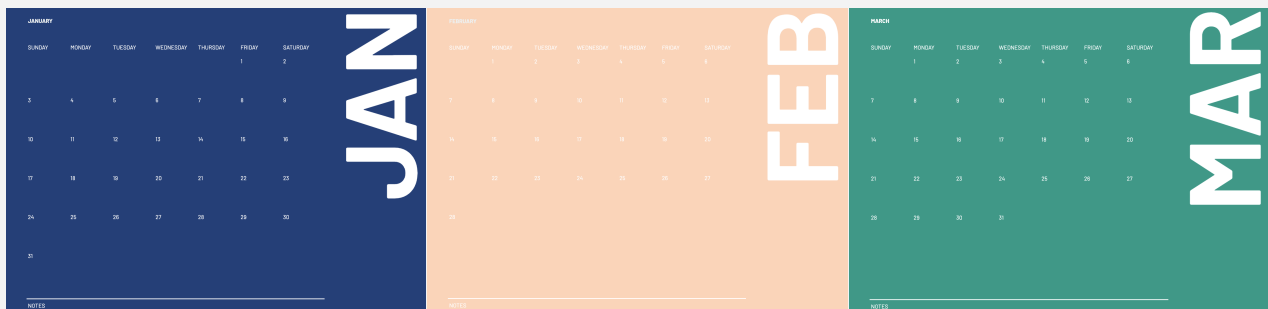 JANUARY
SUNDAY MONDAY TUESDAY WEDNESDAY THURSDAY FRIDAY SATURDAY
1 2
3 4 5 6 7 8 9
10 11 12 13 14 15 16
17 18 19 20 21 22 23
24 25 26 27 28 29 30
31
NOTES
JAN
FEBRUARY
SUNDAY MONDAY TUESDAY WEDNESDAY THURSDAY FRIDAY SATURDAY
1 2 3 4 5 6
7 8 9 10 11 12 13
14 15 16 17 18 19 20
21 22 23 24 25 26 27
28
NOTES
FEB
MARCH
SUNDAY MONDAY TUESDAY WEDNESDAY THURSDAY FRIDAY SATURDAY
1 2 3 4 5 6
7 8 9 10 11 12 13
14 15 16 17 18 19 20
21 22 23 24 25 26 27
28 29 30 31
NOTES
MAR